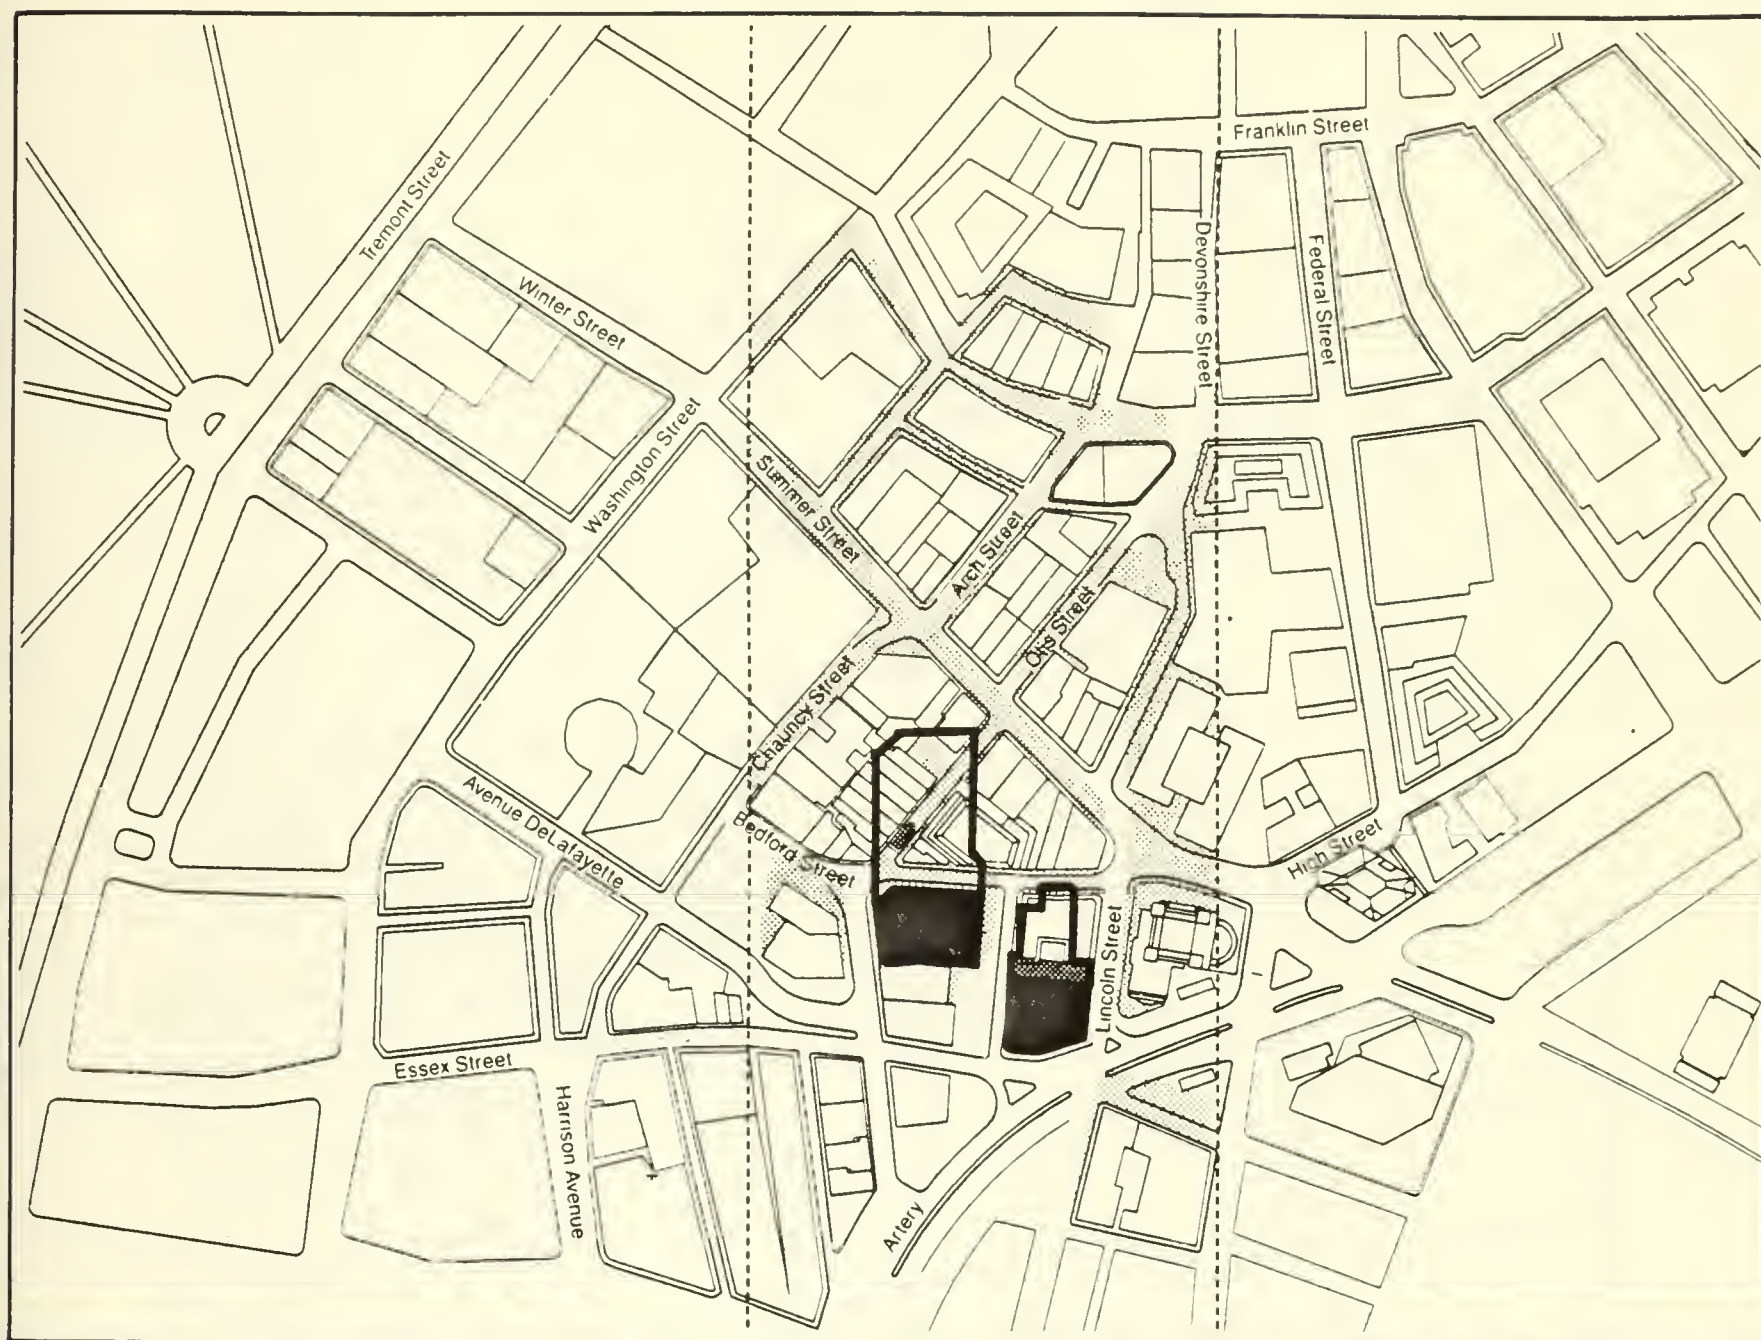 Franklin Street
Tremont Street
Winter Street
Devonshire Street
Federal Street
Washington Street
Summer Street
Arch Street
Otis Street
Chauncy Street
Avenue DeLafayette
Bedford Street
High Street
Lincoln Street
Essex Street
Harrison Avenue
Artery